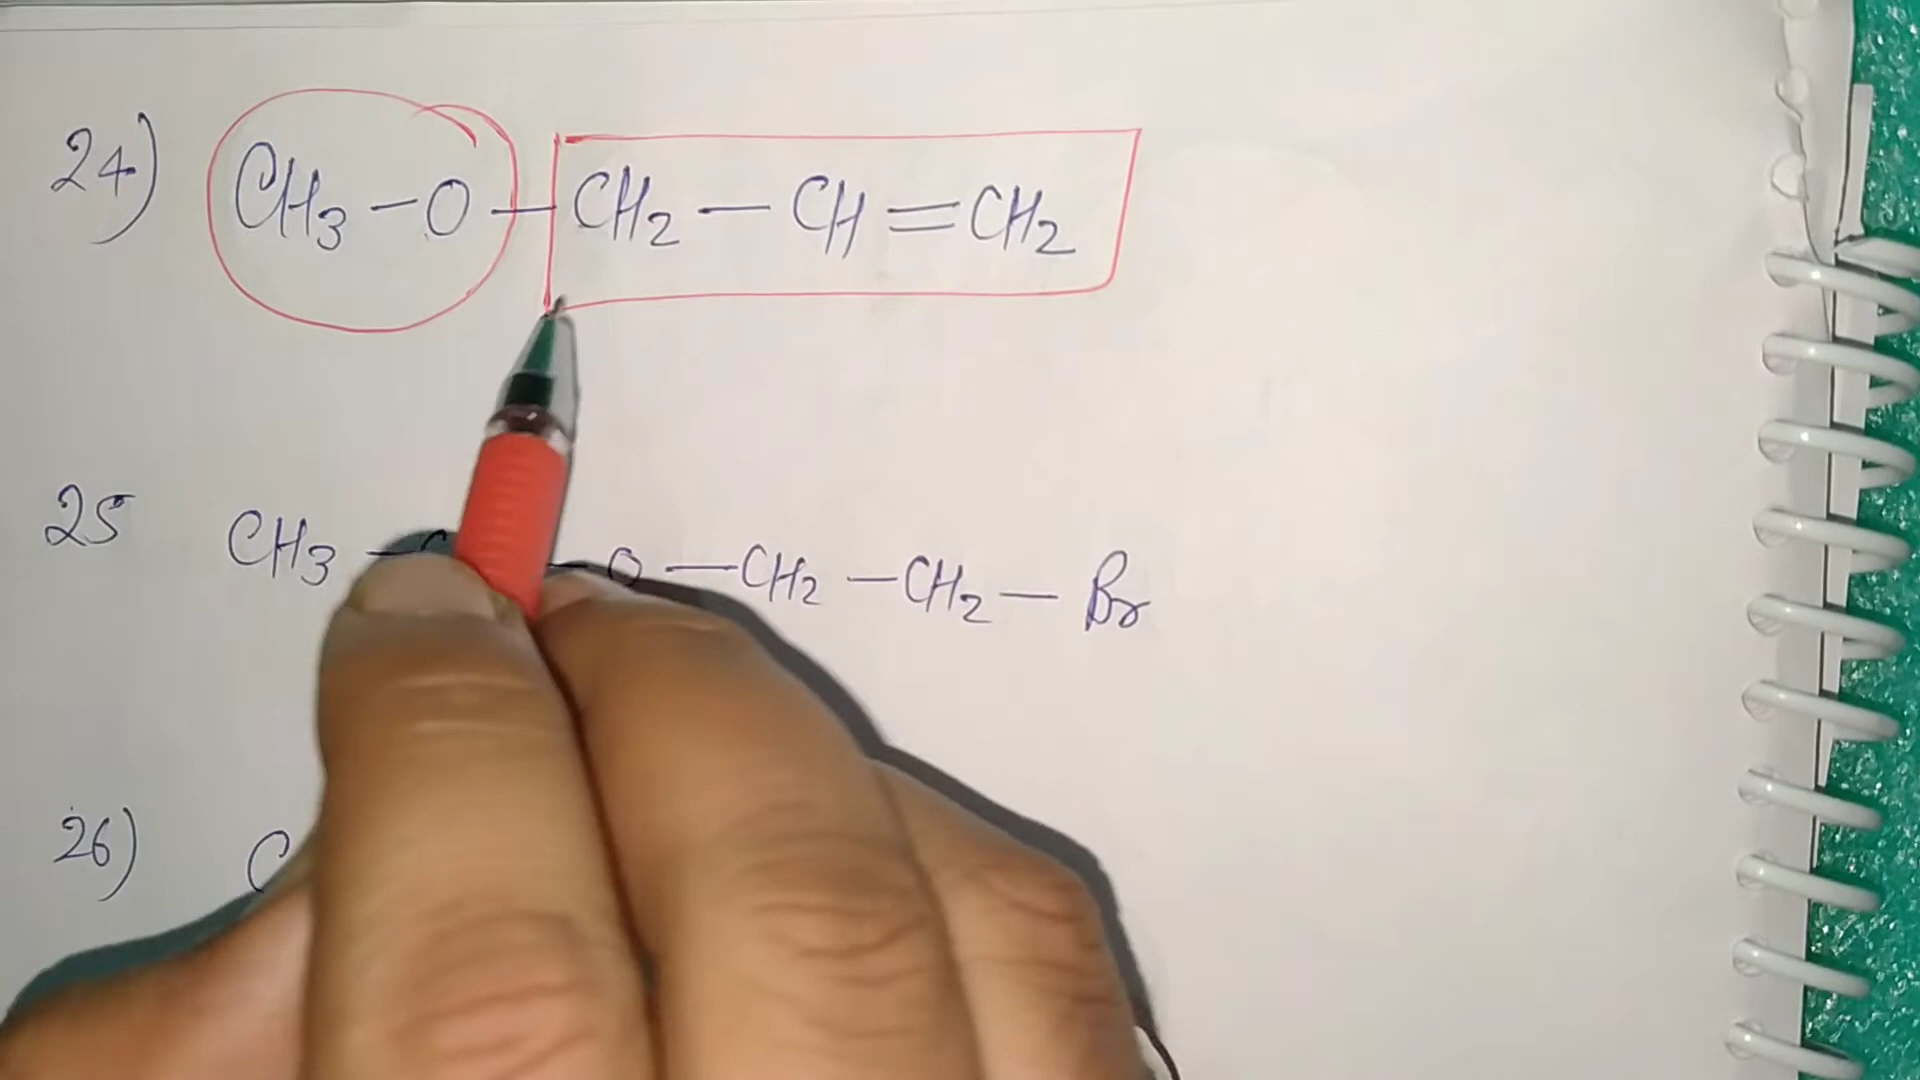 24) CH3 - O - CH2 - CH = CH2
25 CH3 - - O - CH2 - CH2 - Br
26) C